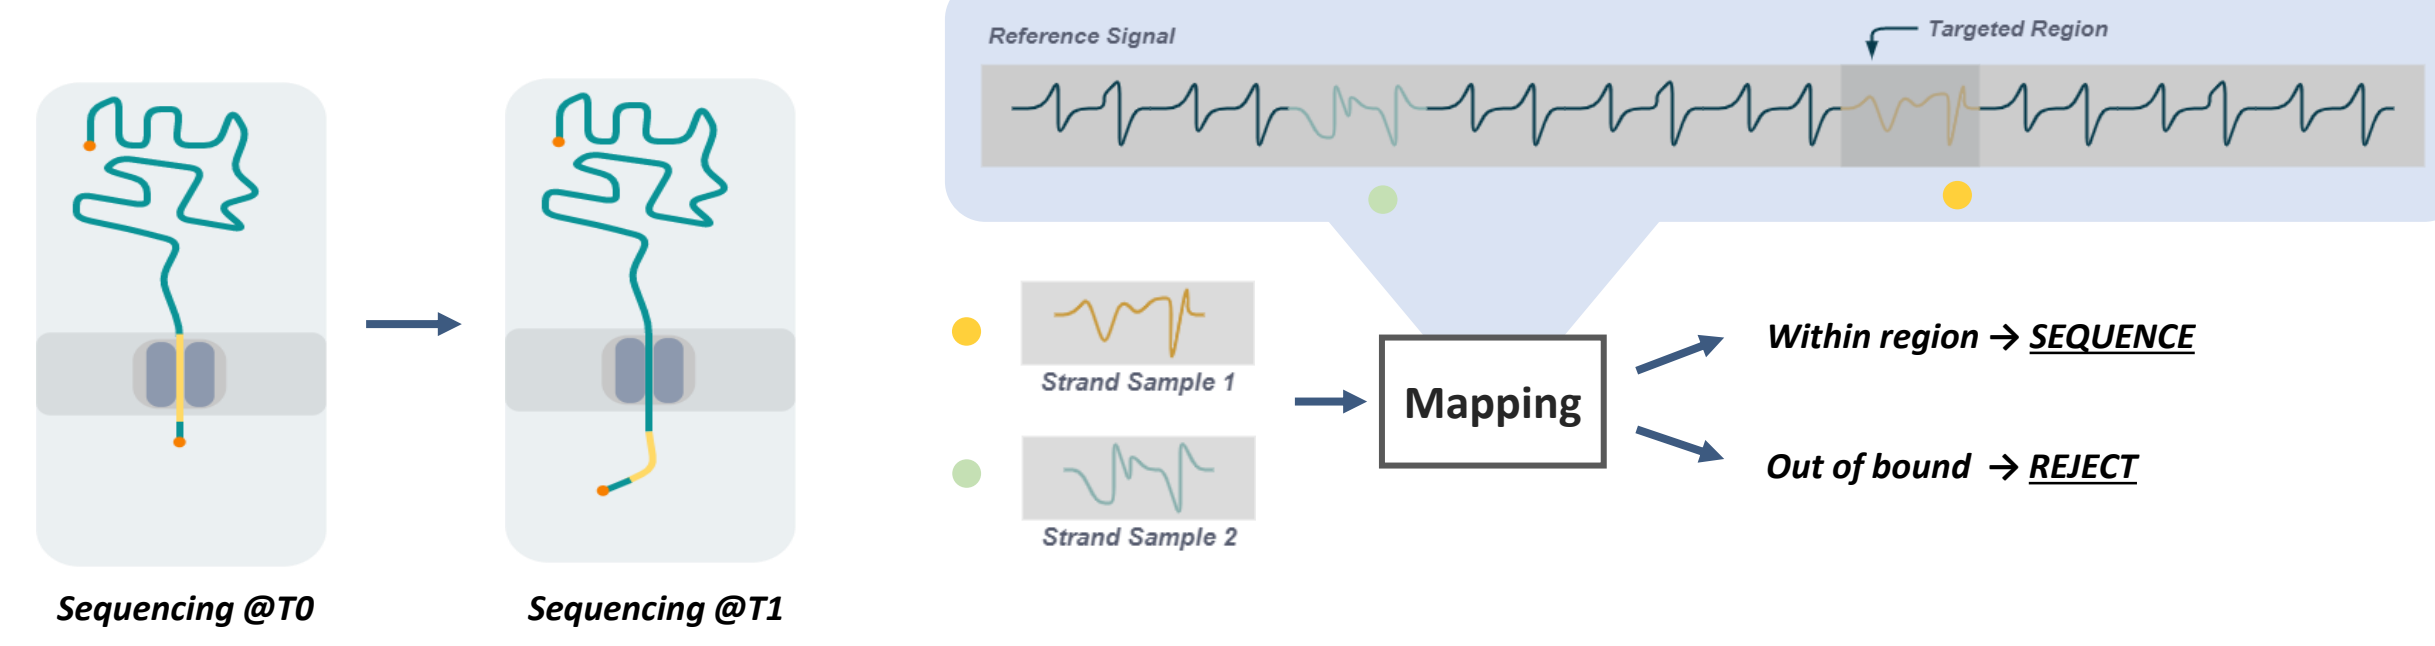 Reference Signal
Targeted Region
Strand Sample 1
Strand Sample 2
Mapping
Within region → SEQUENCE
Out of bound → REJECT
Sequencing @T0
Sequencing @T1